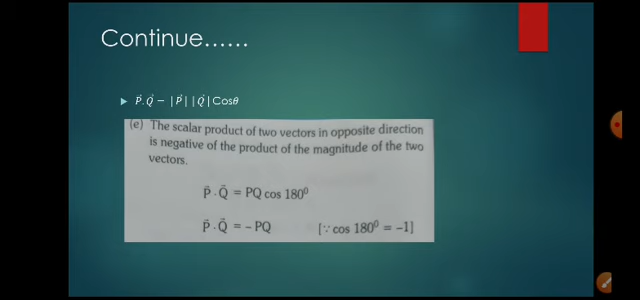 Continue......
P⃗.Q⃗ − |P⃗||Q⃗|Cosθ
(e) The scalar product of two vectors in opposite direction
is negative of the product of the magnitude of the two
vectors.
P⃗ · Q⃗ = PQ cos 180⁰
P⃗ · Q⃗ = − PQ [∵ cos 180⁰ = −1]